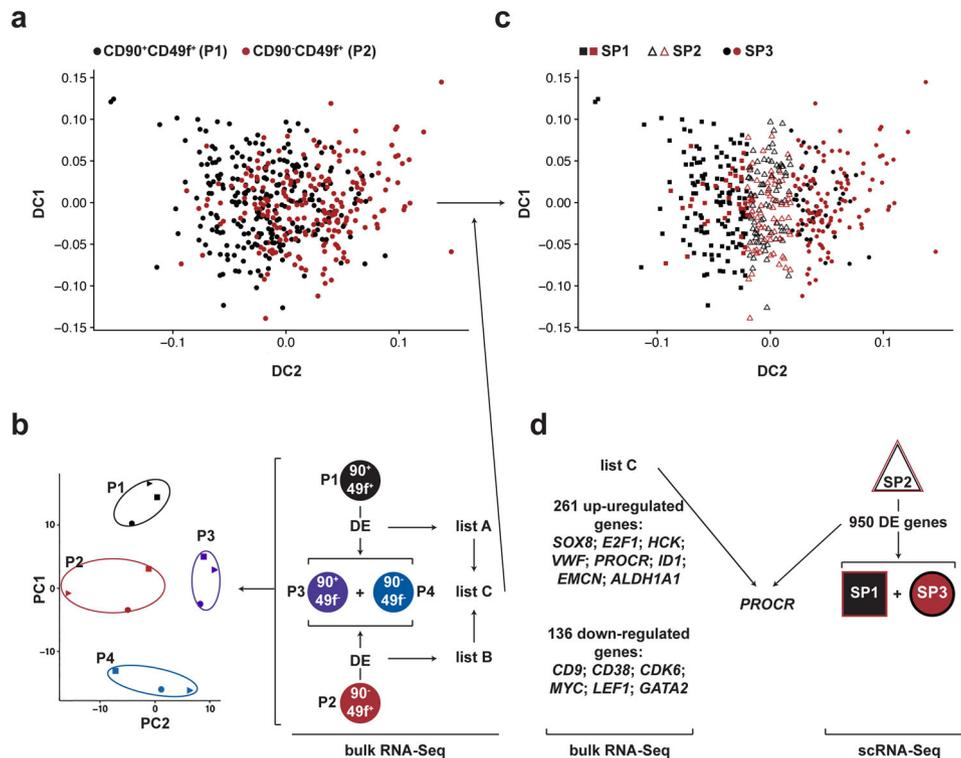 a
CD90⁺CD49f⁺ (P1) CD90⁻CD49f⁺ (P2)
0.15
0.10
0.05
0.00
−0.05
−0.10
−0.15
DC1
−0.1 0.0 0.1
DC2
c
SP1 SP2 SP3
0.15
0.10
0.05
0.00
−0.05
−0.10
−0.15
DC1
−0.1 0.0 0.1
DC2
b
P1
P3
P2
P4
10
0
−10
PC1
−10 0 10
PC2
P1
90⁺
49f⁺
DE
list A
P3
90⁺
49f⁻
+
90⁻
49f⁻
P4
list C
DE
list B
P2
90⁻
49f⁺
bulk RNA-Seq
d
list C
261 up-uregulated
genes:
SOX8; E2F1; HCK;
VWF; PROCR; ID1;
EMCN; ALDH1A1
136 down-regulated
genes:
CD9; CD38; CDK6;
MYC; LEF1; GATA2
bulk RNA-Seq
PROCR
SP2
950 DE genes
SP1 + SP3
scRNA-Seq